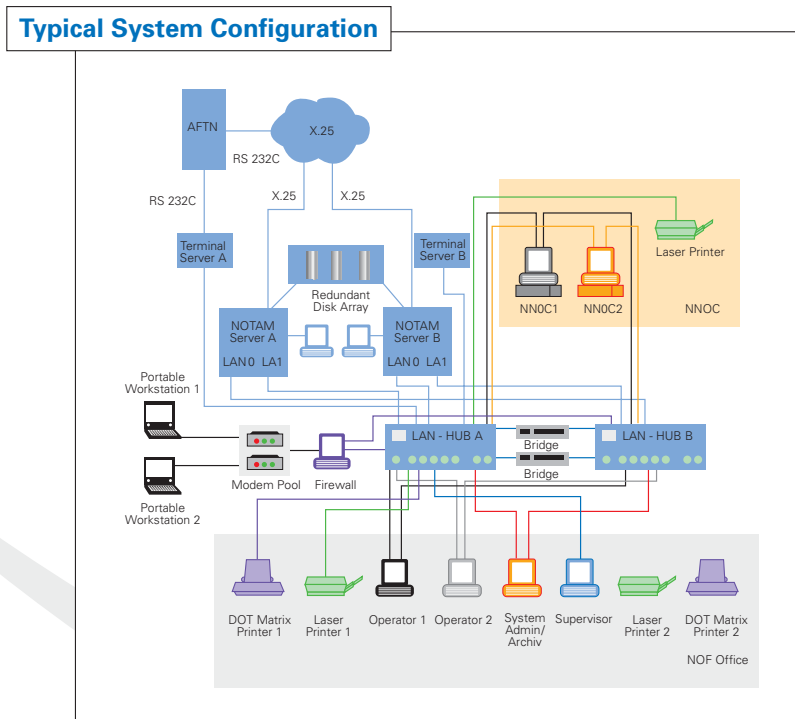 Typical System Configuration
AFTN
X.25
RS 232C
RS 232C
X.25
X.25
Terminal
Server A
Terminal
Server B
Redundant
Disk Array
NOTAM
Server A
LAN 0 LA1
NOTAM
Server B
LAN 0 LA1
Laser Printer
NN0C1
NN0C2
NNOC
Portable
Workstation 1
Portable
Workstation 2
Modem Pool
Firewall
LAN - HUB A
Bridge
Bridge
LAN - HUB B
DOT Matrix
Printer 1
Laser
Printer 1
Operator 1
Operator 2
System
Admin/
Archiv
Supervisor
Laser
Printer 2
DOT Matrix
Printer 2
NOF Office